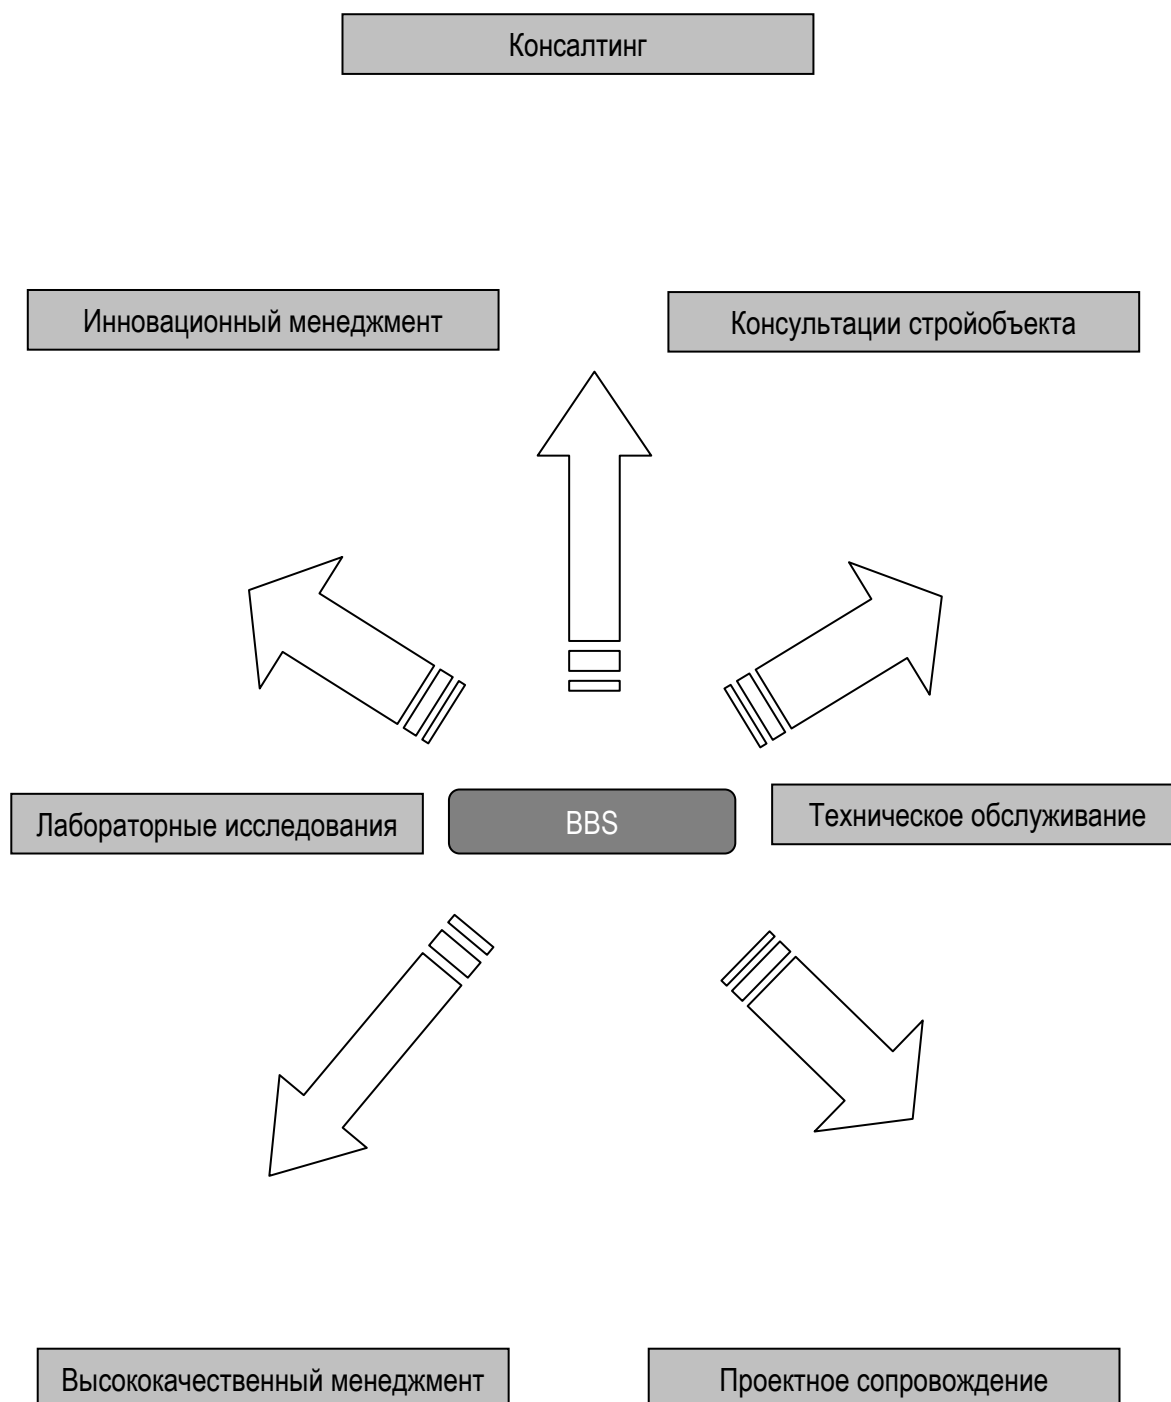 Консалтинг
Инновационный менеджмент
Консультации стройобъекта
Лабораторные исследования
BBS
Техническое обслуживание
Высококачественный менеджмент
Проектное сопровождение